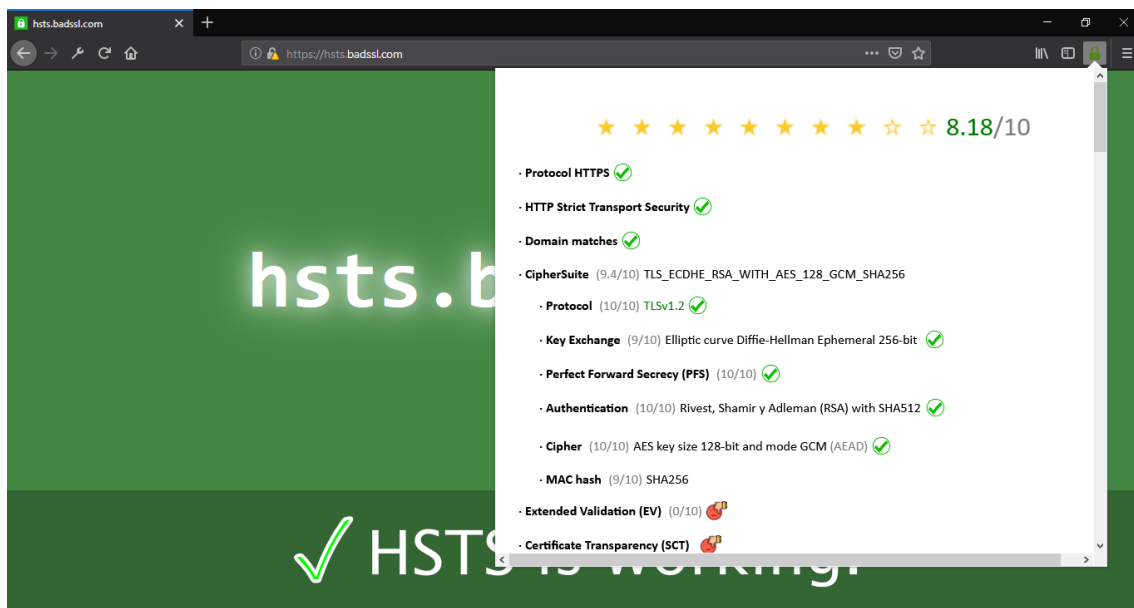 hsts.badssl.com
https://hsts.badssl.com
8.18/10
· Protocol HTTPS
· HTTP Strict Transport Security
· Domain matches
hsts.b
· CipherSuite (9.4/10) TLS_ECDHE_RSA_WITH_AES_128_GCM_SHA256
· Protocol (10/10) TLSv1.2
· Key Exchange (9/10) Elliptic curve Diffie-Hellman Ephemeral 256-bit
· Perfect Forward Secrecy (PFS) (10/10)
· Authentication (10/10) Rivest, Shamir y Adleman (RSA) with SHA512
· Cipher (10/10) AES key size 128-bit and mode GCM (AEAD)
· MAC hash (9/10) SHA256
· Extended Validation (EV) (0/10)
· Certificate Transparency (SCT)
HSTS is working!